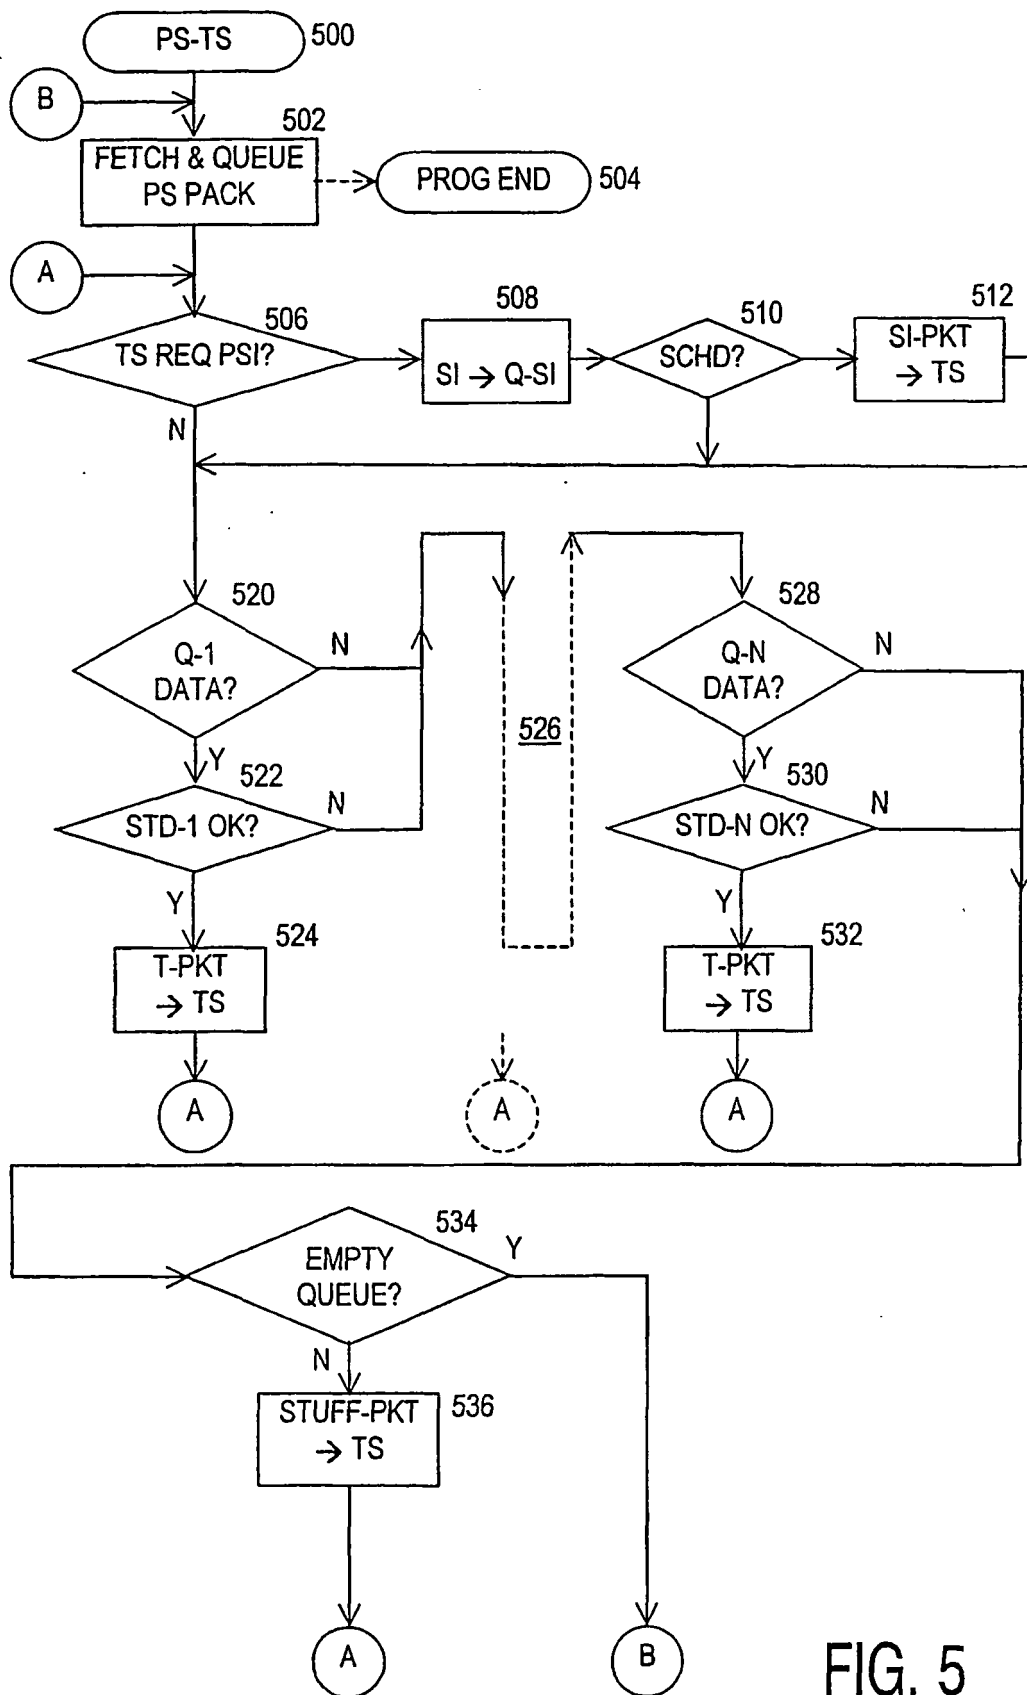 PS-TS
500
B
502
FETCH & QUEUE
PS PACK
PROG END
504
A
506
TS REQ PSI?
508
SI → Q-SI
510
SCHD?
512
SI-PKT
→ TS
N
520
Q-1
DATA?
N
Y
522
STD-1 OK?
N
Y
524
T-PKT
→ TS
A
526
A
528
Q-N
DATA?
N
Y
530
STD-N OK?
N
Y
532
T-PKT
→ TS
A
534
EMPTY
QUEUE?
Y
N
STUFF-PKT
→ TS
536
A
B
FIG. 5